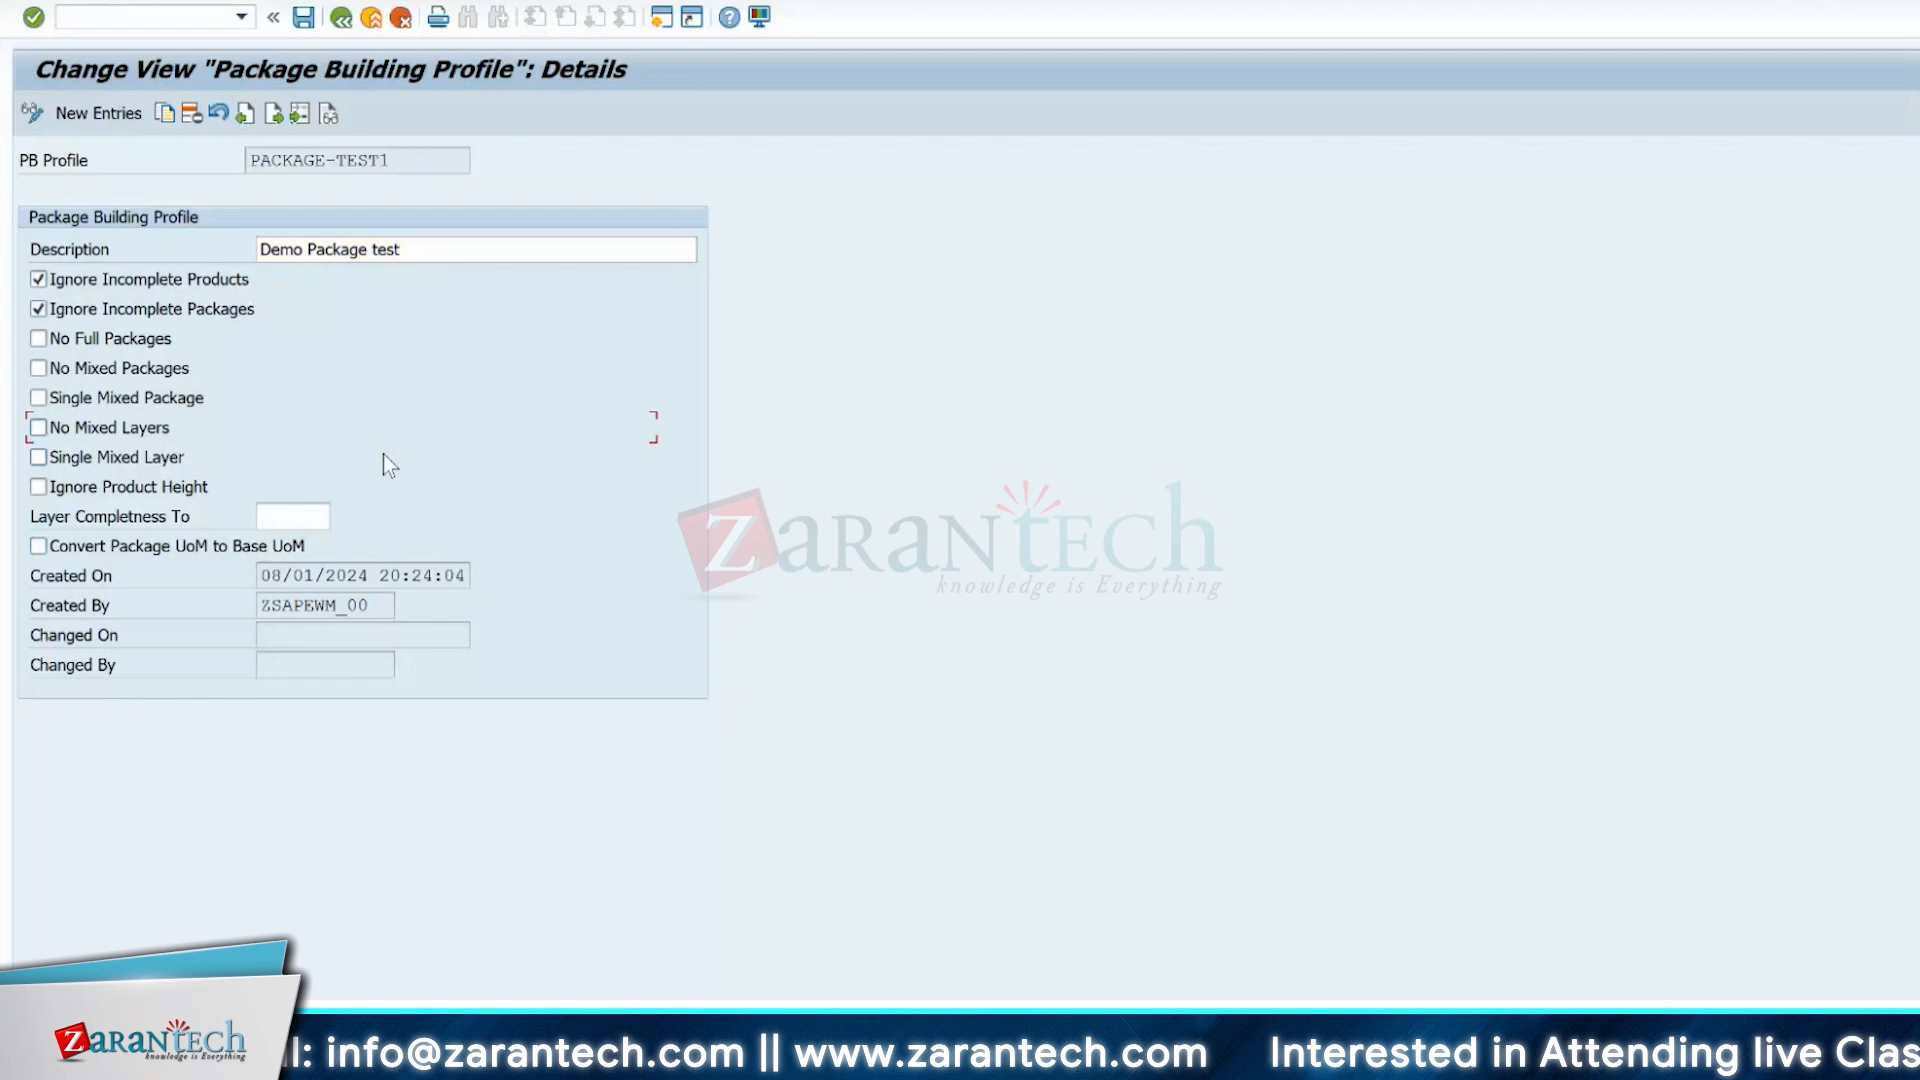 Change View "Package Building Profile": Details
New Entries
PB Profile PACKAGE-TEST1
Package Building Profile
Description Demo Package test
Ignore Incomplete Products
Ignore Incomplete Packages
No Full Packages
No Mixed Packages
Single Mixed Package
No Mixed Layers
Single Mixed Layer
Ignore Product Height
Layer Completness To
Convert Package UoM to Base UoM
Created On 08/01/2024 20:24:04
Created By ZSAPEWM_00
Changed On
Changed By
ZARANTECH
knowledge is Everything
ZARANTECH
knowledge is Everything
l: info@zarantech.com || www.zarantech.com Interested in Attending live Clas